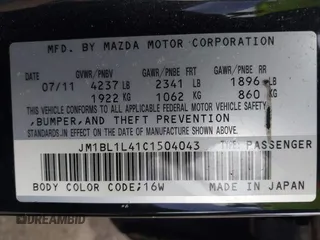 MFD. BY MAZDA MOTOR CORPORATION
GVWR/PNBV GAWR/PNBE FRT GAWR/PNBE RR
07/11 4237 LB 2341 LB 1896 LB
1922 KG 1062 KG 860 KG
THIS VEHICLE CONFORMS TO ALL APPLICABLE FEDERAL MOTOR VEHICLE SAFETY
,BUMPER,AND THEFT PREVENTION
STANDARDS IN EFFECT ON THE DATE OF MANUFACTURE SHOWN ABOVE.
JM1BL1L41C1504043 PASSENGER
BODY COLOR CODE;16W MADE IN JAPAN
DREAMBID